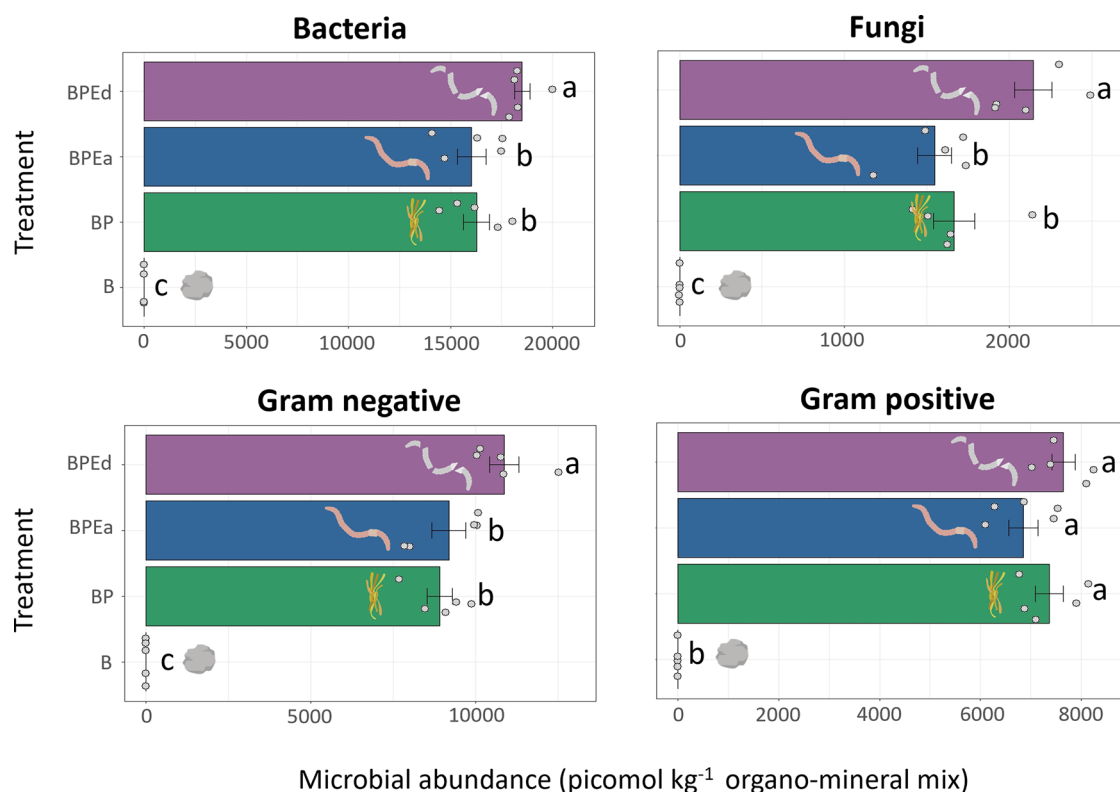 Bacteria
Fungi
Treatment
BPEd
a
a
BPEa
b
b
BP
b
b
B
c
c
0 5000 10000 15000 20000
0 1000 2000
Gram negative
Gram positive
Treatment
BPEd
a
a
BPEa
b
a
BP
b
a
B
c
b
0 5000 10000
0 2000 4000 6000 8000
Microbial abundance (picomol kg⁻¹ organo-mineral mix)